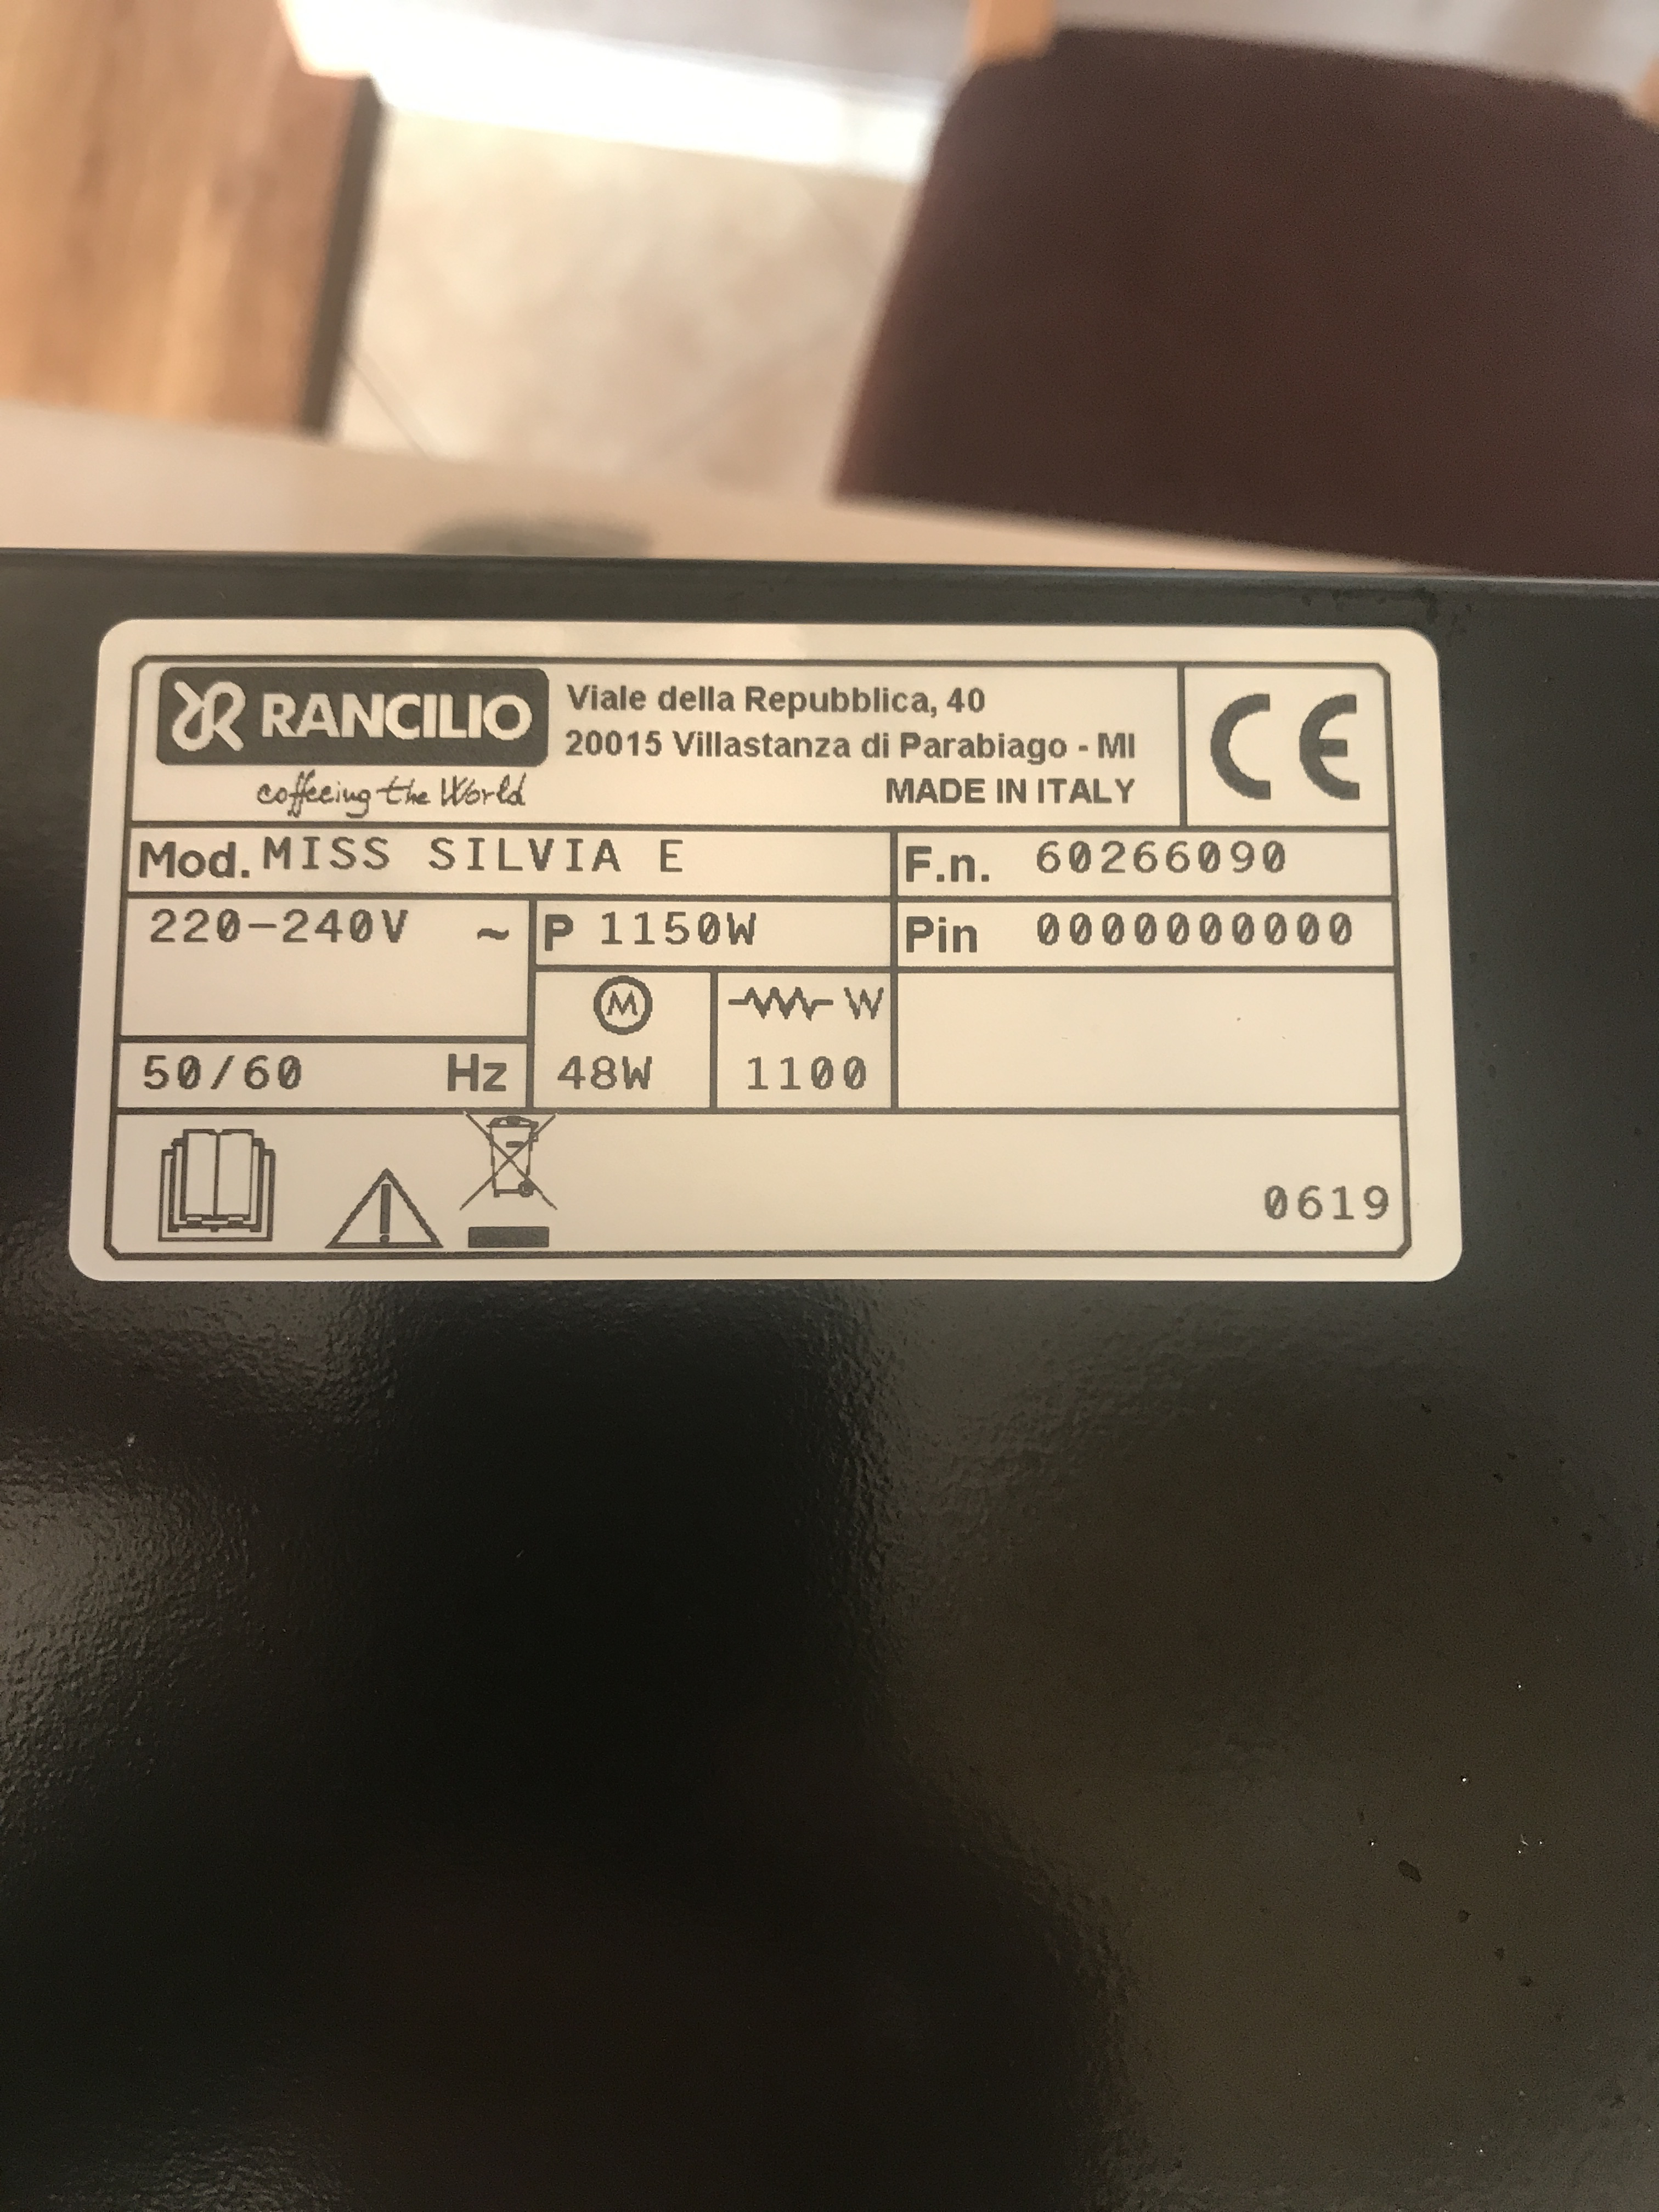 RANCILIO
coffeeing the World
Viale della Repubblica, 40
20015 Villastanza di Parabiago - MI
MADE IN ITALY
CE
Mod. MISS SILVIA E
F.n. 60266090
220-240V ~
P 1150W
Pin 0000000000
M
W
50/60 Hz
48W
1100
0619